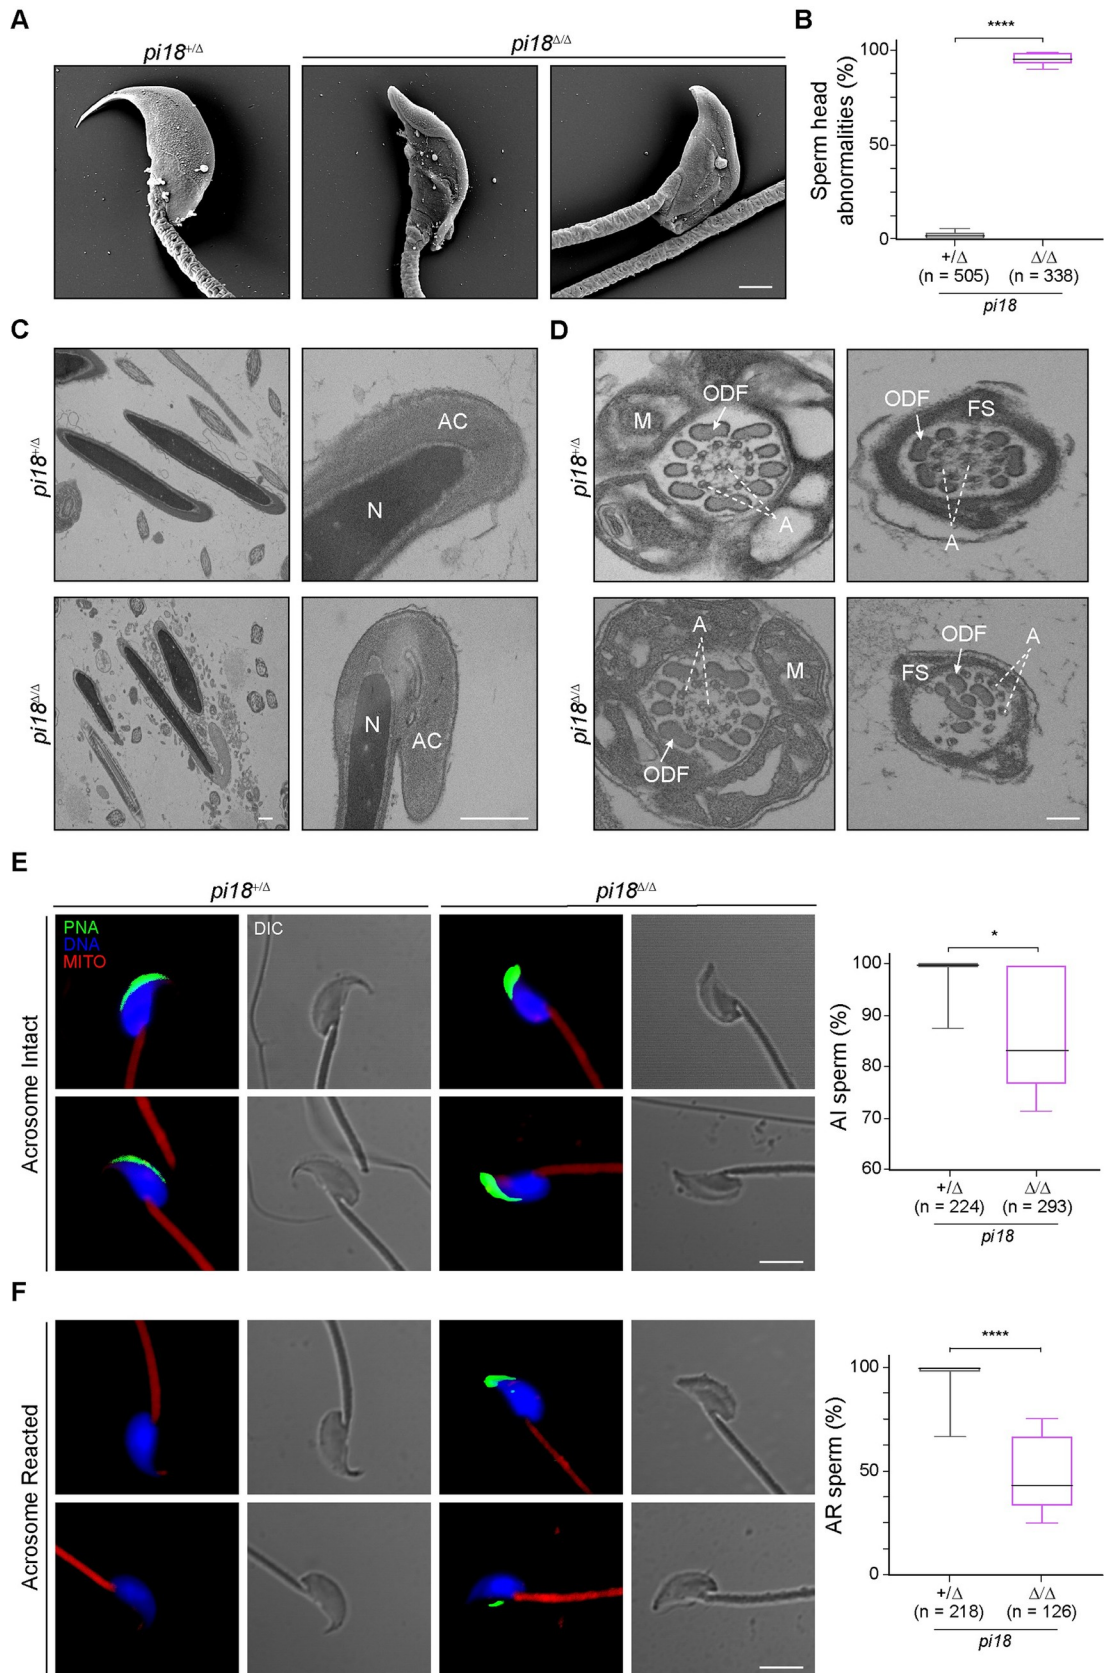 A
pi18+/Δ
pi18Δ/Δ
B
****
Sperm head
abnormalities (%)
100
50
0
+/Δ
Δ/Δ
(n = 505)
(n = 338)
pi18
C
pi18+/Δ
AC
N
pi18Δ/Δ
N
AC
D
pi18+/Δ
ODF
M
A
ODF
FS
A
pi18Δ/Δ
A
M
ODF
ODF
A
FS
E
pi18+/Δ
pi18Δ/Δ
Acrosome Intact
PNA
DNA
MITO
DIC
*
AI sperm (%)
100
90
80
70
60
+/Δ
Δ/Δ
(n = 224)
(n = 293)
pi18
F
Acrosome Reacted
****
AR sperm (%)
100
50
0
+/Δ
Δ/Δ
(n = 218)
(n = 126)
pi18